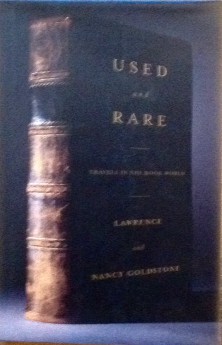 USED
and
RARE
TRAVELS IN THE BOOK WORLD
LAWRENCE
and
NANCY GOLDSTONE